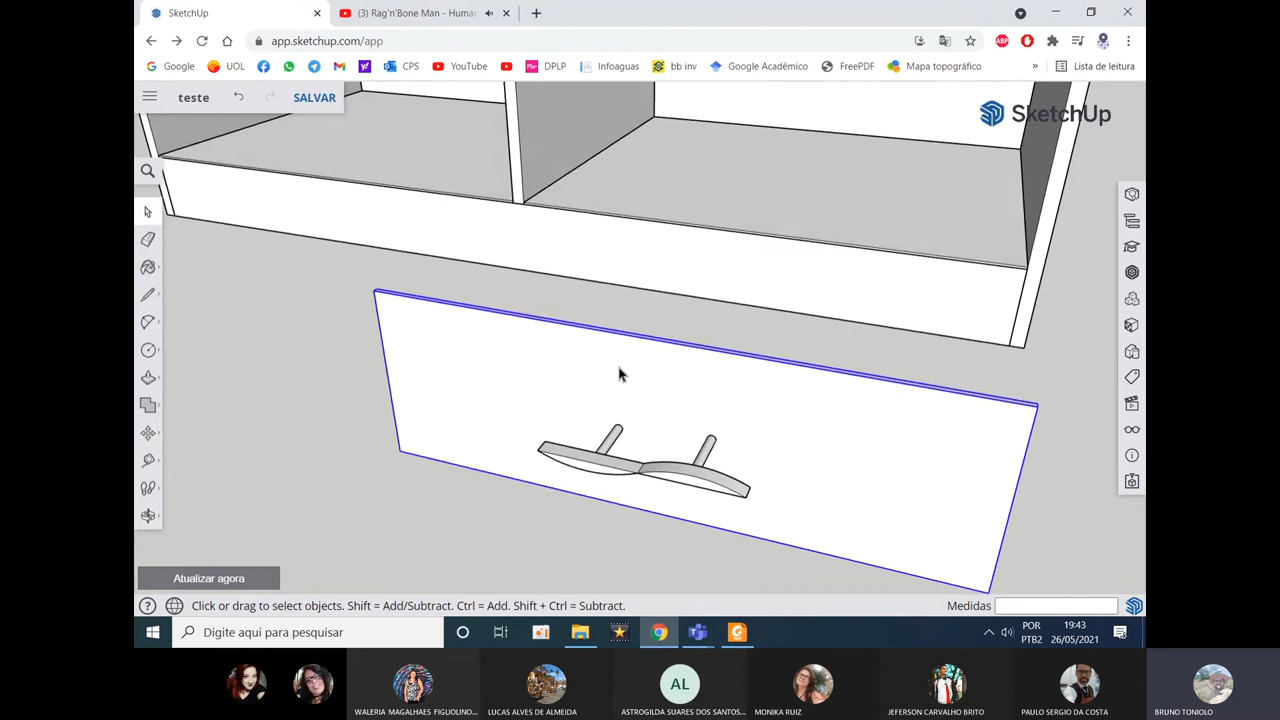 SketchUp
(3) Rag'n'Bone Man - Huma
app.sketchup.com/app
Google
UOL
CPS
YouTube
DPLP
Infoaguas
bb inv
Google Acadêmico
FreePDF
Mapa topográfico
»
Lista de leitura
teste
SALVAR
SketchUp
Atualizar agora
Click or drag to select objects. Shift = Add/Subtract. Ctrl = Add. Shift + Ctrl = Subtract.
Medidas
Digite aqui para pesquisar
POR
PTB2
19:43
26/05/2021
AL
WALERIA MAGALHAES FIGLIOLINO...
LUCAS ALVES DE ALMEIDA
ASTROGILDA SUARES DOS SANTOS...
MONIKA RUIZ
JEFERSON CARVALHO BRITO
PAULO SERGIO DA COSTA
BRUNO TONIOLO